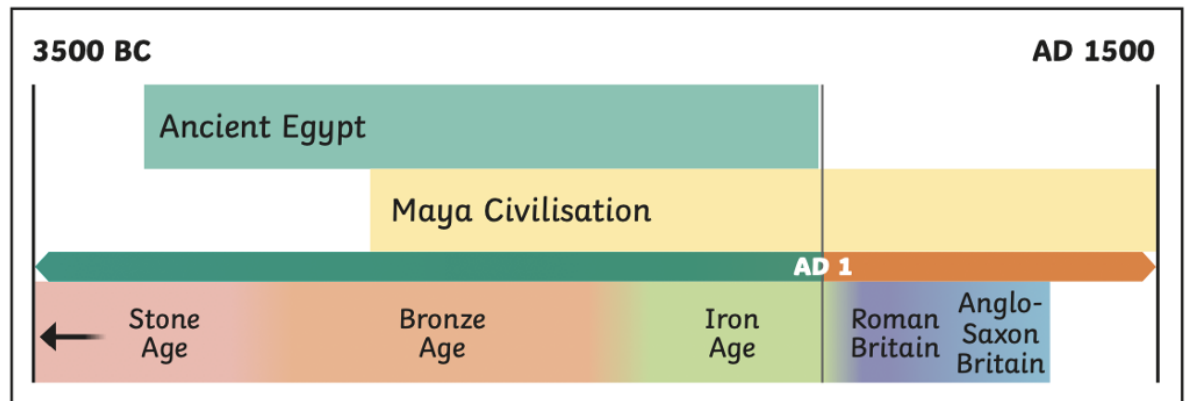 3500 BC
AD 1500
Ancient Egypt
Maya Civilisation
AD 1
Stone
Age
Bronze
Age
Iron
Age
Roman
Britain
Anglo-
Saxon
Britain